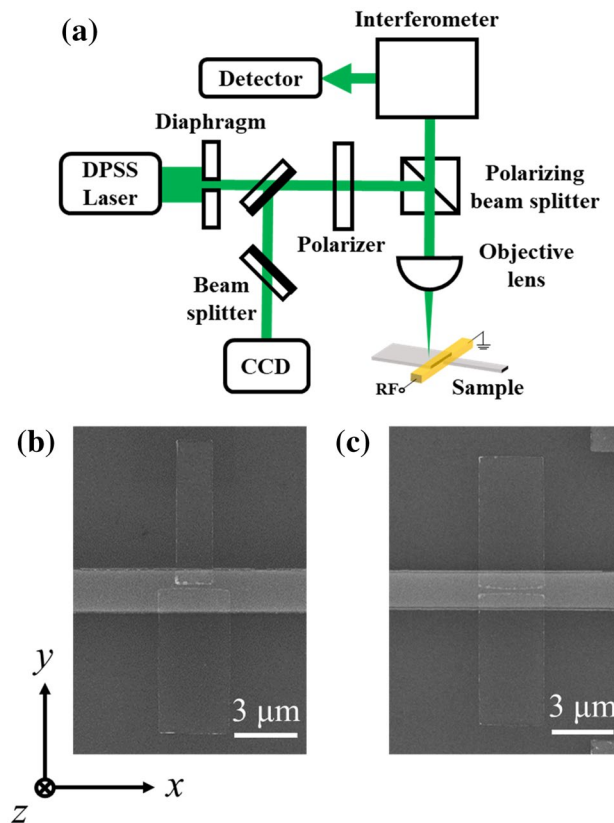 (a)
Interferometer
Detector
Diaphragm
DPSS
Laser
Polarizing
beam splitter
Polarizer
Objective
lens
Beam
splitter
CCD
RF
Sample
(b)
(c)
3 μm
3 μm
y
x
z